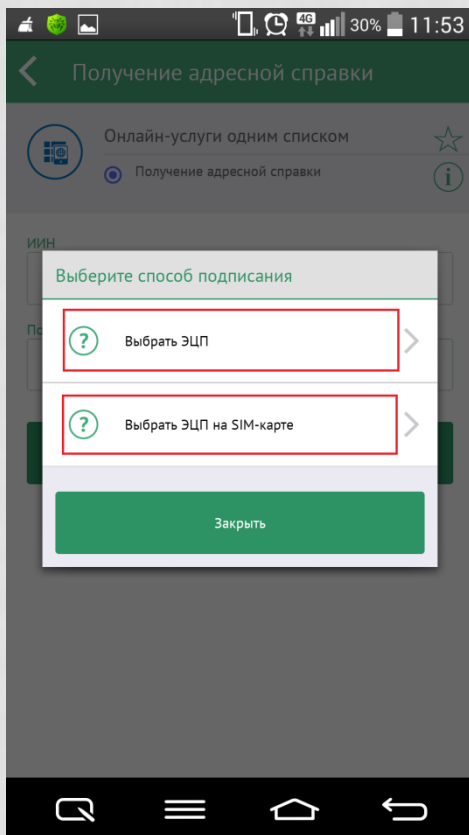 4G 30% 11:53
Получение адресной справки
Онлайн-услуги одним списком
Получение адресной справки
i
ИИН
Выберите способ подписания
? Выбрать ЭЦП
? Выбрать ЭЦП на SIM-карте
Закрыть